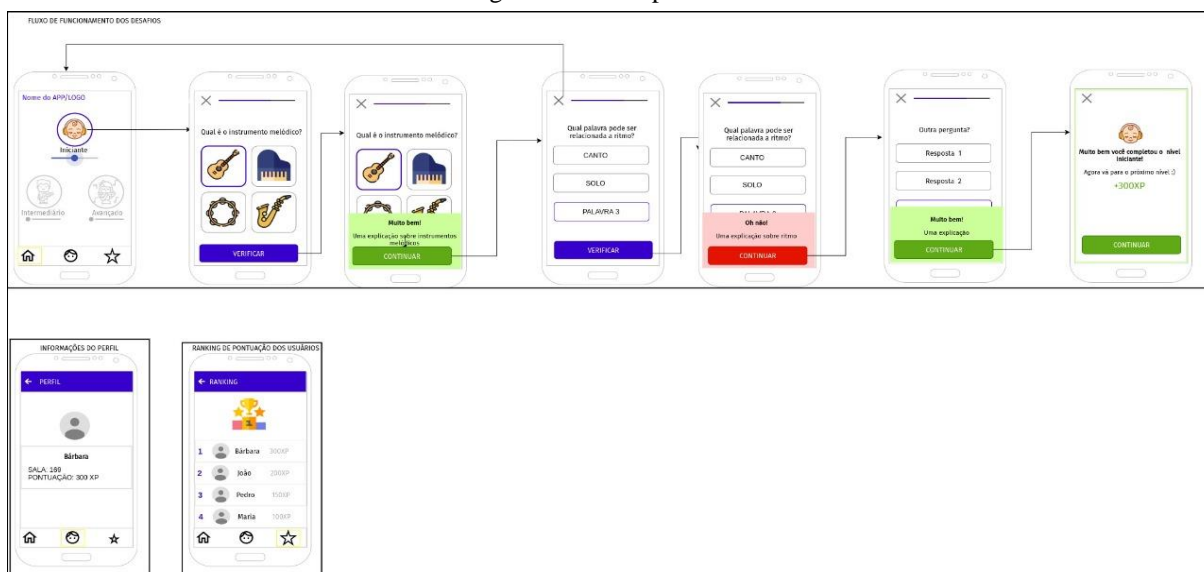 FLUXO DE FUNCIONAMENTO DOS DESAFIOS
Nome do APP/LOGO
Iniciante
Intermediário
Avançado
Qual é o instrumento melódico?
VERIFICAR
Qual é o instrumento melódico?
Muito bem!
Uma explicação sobre instrumentos
melódicos
CONTINUAR
Qual palavra pode ser
relacionada a ritmo?
CANTO
SOLO
PALAVRA 3
VERIFICAR
Qual palavra pode ser
relacionada a ritmo?
CANTO
SOLO
Oh não!
Uma explicação sobre ritmo
CONTINUAR
Outra pergunta?
Resposta 1
Resposta 2
Muito bem!
Uma explicação
CONTINUAR
Muito bem você completou o nível
iniciante!
Agora vá para o próximo nível :)
+300XP
CONTINUAR
INFORMAÇÕES DO PERFIL
PERFIL
Bárbara
SALA: 169
PONTUAÇÃO: 300 XP
RANKING DE PONTUAÇÃO DOS USUÁRIOS
RANKING
1 Bárbara 300XP
2 João 200XP
3 Pedro 150XP
4 Maria 100XP